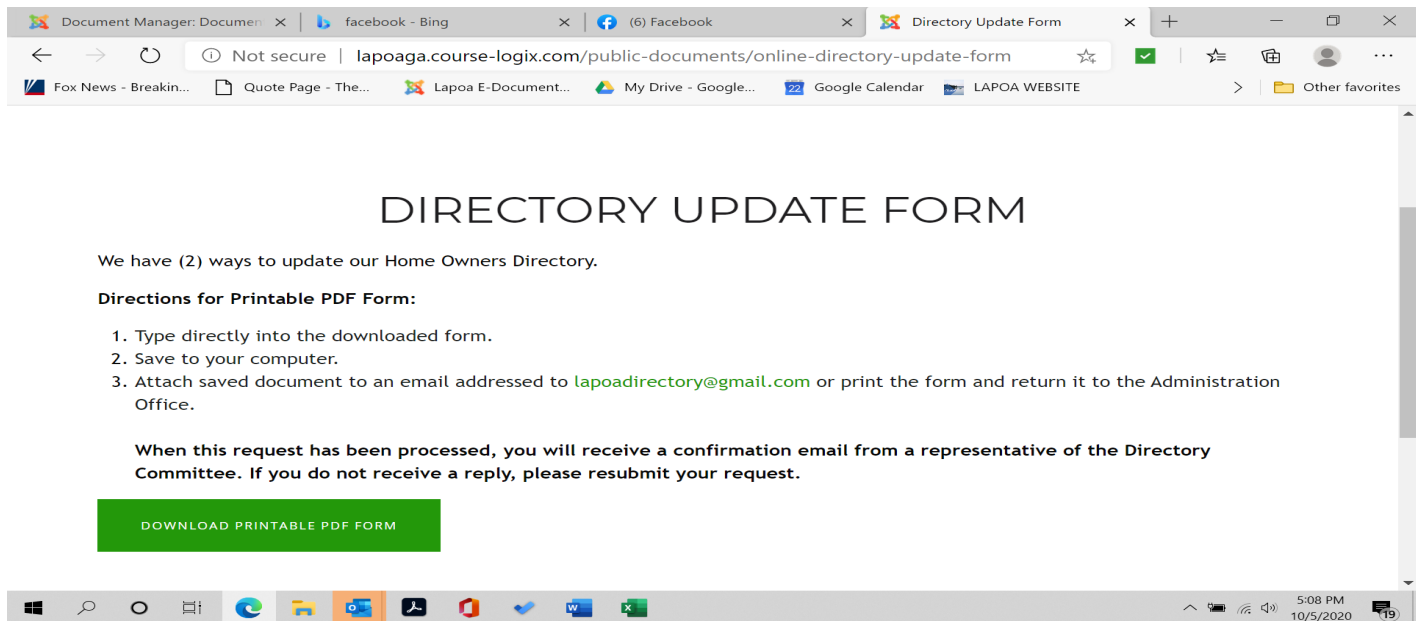 Document Manager: Documen
facebook - Bing
(6) Facebook
Directory Update Form
Not secure | lapoaga.course-logix.com/public-documents/online-directory-update-form
Fox News - Breakin...
Quote Page - The...
Lapoa E-Document...
My Drive - Google...
22
Google Calendar
LAPOA WEBSITE
Other favorites
DIRECTORY UPDATE FORM
We have (2) ways to update our Home Owners Directory.
Directions for Printable PDF Form:
1. Type directly into the downloaded form.
2. Save to your computer.
3. Attach saved document to an email addressed to lapoadirectory@gmail.com or print the form and return it to the Administration
Office.
When this request has been processed, you will receive a confirmation email from a representative of the Directory
Committee. If you do not receive a reply, please resubmit your request.
DOWNLOAD PRINTABLE PDF FORM
5:08 PM
10/5/2020
19